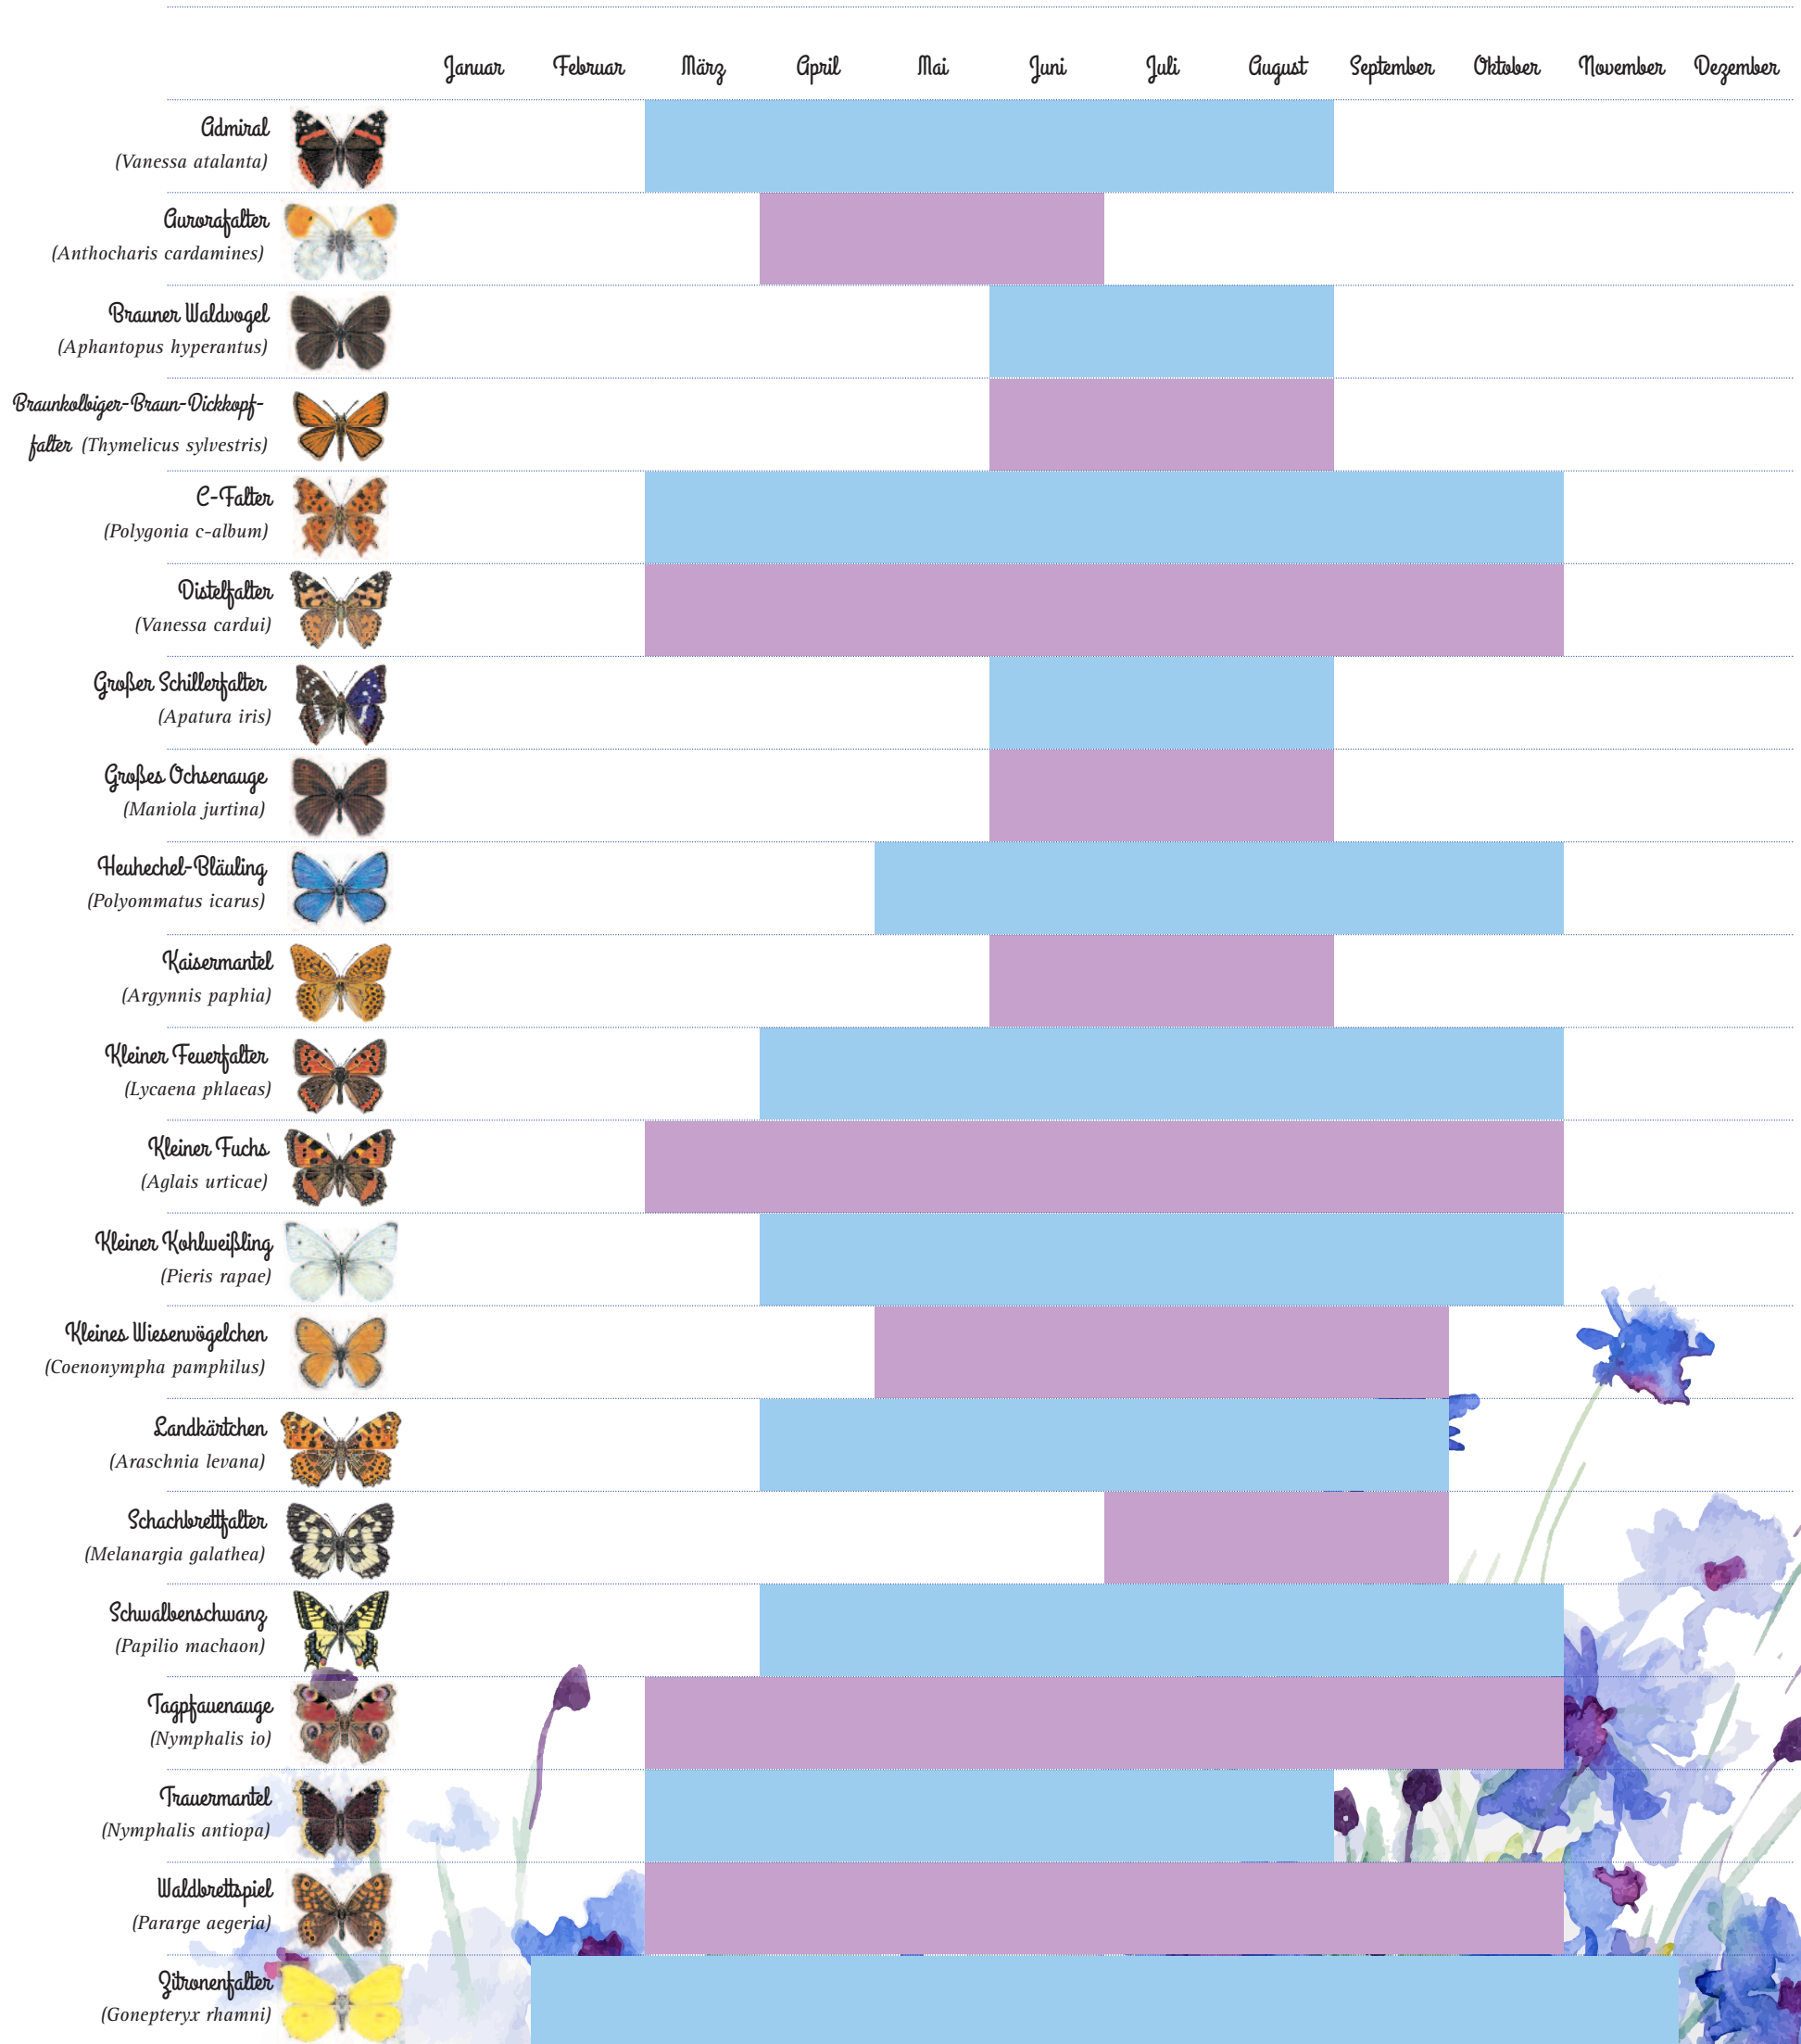 Januar Februar März April Mai Juni Juli August September Oktober November Dezember
Admiral
(Vanessa atalanta)
Aurorafalter
(Anthocharis cardamines)
Brauner Waldvogel
(Aphantopus hyperantus)
Braunkolbiger-Braun-Dickkopf-
falter (Thymelicus sylvestris)
C-Falter
(Polygonia c-album)
Distelfalter
(Vanessa cardui)
Großer Schillerfalter
(Apatura iris)
Großes Ochsenauge
(Maniola jurtina)
Heuhechel-Bläuling
(Polyommatus icarus)
Kaisermantel
(Argynnis paphia)
Kleiner Feuerfalter
(Lycaena phlaeas)
Kleiner Fuchs
(Aglais urticae)
Kleiner Kohlweißling
(Pieris rapae)
Kleines Wiesenvögelchen
(Coenonympha pamphilus)
Landkärtchen
(Araschnia levana)
Schachbrettfalter
(Melanargia galathea)
Schwalbenschwanz
(Papilio machaon)
Tagpfauenauge
(Nymphalis io)
Trauermantel
(Nymphalis antiopa)
Waldbrettspiel
(Pararge aegeria)
Zitronenfalter
(Gonepteryx rhamni)